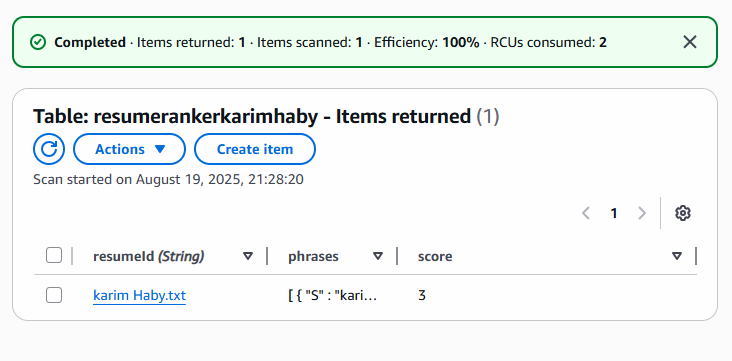 Completed · Items returned: 1 · Items scanned: 1 · Efficiency: 100% · RCUs consumed: 2
Table: resumerankerkarimhaby - Items returned (1)
Actions
Create item
Scan started on August 19, 2025, 21:28:20
1
resumeId (String) phrases score
karim Haby.txt [ { "S" : "kari... 3